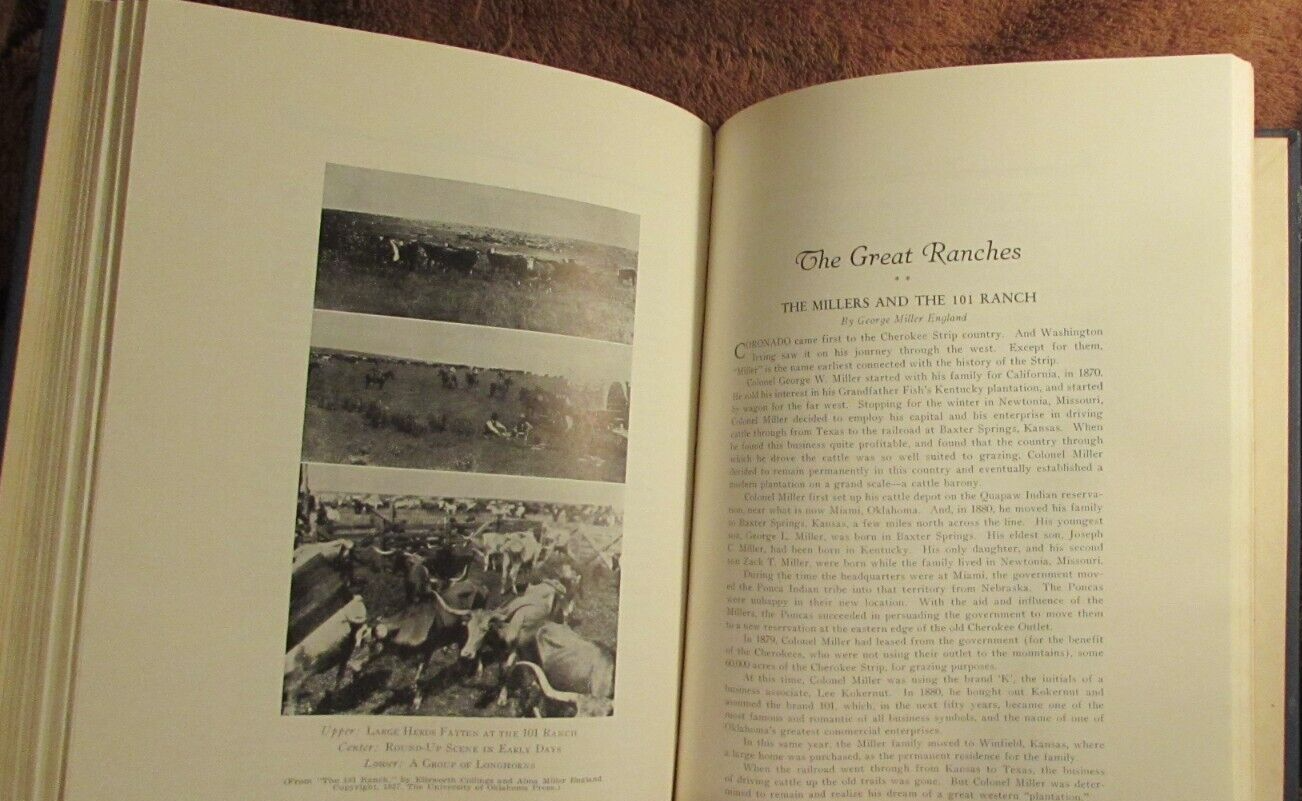 Upper: LARGE HERDS FATTEN AT THE 101 RANCH
Center: ROUND-UP SCENE IN EARLY DAYS
Lower: A GROUP OF LONGHORNS
(From "The 101 Ranch," by Ellsworth Collings and Alma Miller England
Copyright, 1937, The University of Oklahoma Press.)
The Great Ranches
* *
THE MILLERS AND THE 101 RANCH
By George Miller England
CORONADO came first to the Cherokee Strip country. And Washington
Irving saw it on his journey through the west. Except for them,
"Miller" is the name earliest connected with the history of the Strip.
Colonel George W. Miller started with his family for California, in 1870.
He sold his interest in his Grandfather Fish's Kentucky plantation, and started
by wagon for the far west. Stopping for the winter in Newtonia, Missouri,
Colonel Miller decided to employ his capital and his enterprise in driving
cattle through from Texas to the railroad at Baxter Springs, Kansas. When
he found this business quite profitable, and found that the country through
which he drove the cattle was so well suited to grazing, Colonel Miller
decided to remain permanently in this country and eventually established a
modern plantation on a grand scale—a cattle barony.
Colonel Miller first set up his cattle depot on the Quapaw Indian reserva-
tion, near what is now Miami, Oklahoma. And, in 1880, he moved his family
to Baxter Springs, Kansas, a few miles north across the line. His youngest
son, George L. Miller, was born in Baxter Springs. His eldest son, Joseph
C. Miller, had been born in Kentucky. His only daughter, and his second
son Zack T. Miller, were born while the family lived in Newtonia, Missouri.
During the time the headquarters were at Miami, the government mov-
ed the Ponca Indian tribe into that territory from Nebraska. The Poncas
were unhappy in their new location. With the aid and influence of the
Millers, the Poncas succeeded in persuading the government to move them
to a new reservation at the eastern edge of the old Cherokee Outlet.
In 1879, Colonel Miller had leased from the government (for the benefit
of the Cherokees, who were not using their outlet to the mountains), some
60,000 acres of the Cherokee Strip, for grazing purposes.
At this time, Colonel Miller was using the brand 'K', the initials of a
business associate, Lee Kokernut. In 1880, he bought out Kokernut and
assumed the brand 101, which, in the next fifty years, became one of the
most famous and romantic of all business symbols, and the name of one of
Oklahoma's greatest commercial enterprises.
In this same year, the Miller family moved to Winfield, Kansas, where
a large home was purchased, as the permanent residence for the family.
When the railroad went through from Kansas to Texas, the business
of driving cattle up the old trails was gone. But Colonel Miller was deter-
mined to remain and realize his dream of a great western "plantation."